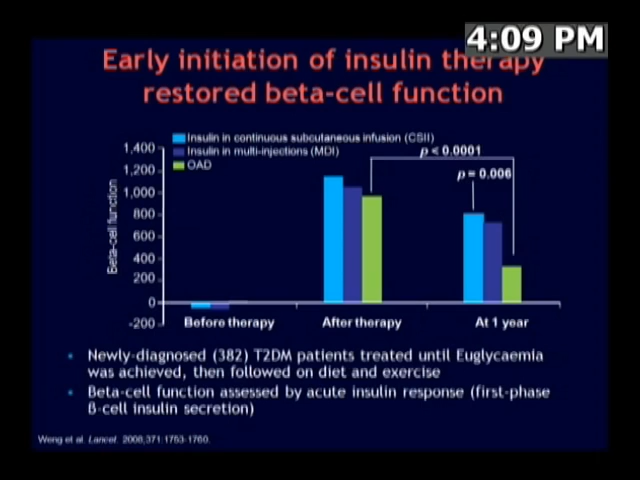 4:09 PM
Early initiation of insulin therapy
restored beta-cell function
Insulin in continuous subcutaneous infusion (CSII)
Insulin in multi-injections (MDI)
OAD
p < 0.0001
p = 0.006
Beta-cell function
1,400
1,200
1,000
800
600
400
200
0
-200
Before therapy
After therapy
At 1 year
• Newly-diagnosed (382) T2DM patients treated until Euglycaemia
was achieved, then followed on diet and exercise
• Beta-cell function assessed by acute insulin response (first-phase
β-cell insulin secretion)
Weng et al. Lancet. 2008;371:1753-1760.